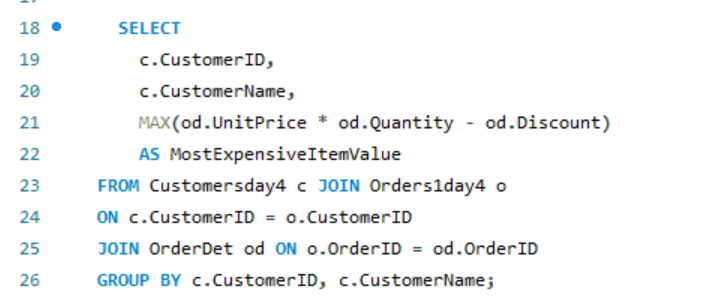 18 SELECT
19 c.CustomerID,
20 c.CustomerName,
21 MAX(od.UnitPrice * od.Quantity - od.Discount)
22 AS MostExpensiveItemValue
23 FROM Customersday4 c JOIN Orders1day4 o
24 ON c.CustomerID = o.CustomerID
25 JOIN OrderDet od ON o.OrderID = od.OrderID
26 GROUP BY c.CustomerID, c.CustomerName;